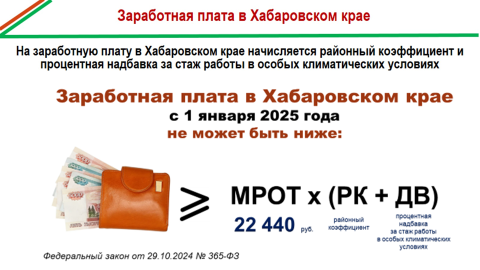 Заработная плата в Хабаровском крае
На заработную плату в Хабаровском крае начисляется районный коэффициент и
процентная надбавка за стаж работы в особых климатических условиях
Заработная плата в Хабаровском крае
с 1 января 2025 года
не может быть ниже:
≥ МРОТ х (РК + ДВ)
22 440 руб.
районный
коэффициент
процентная
надбавка
за стаж работы
в особых климатических
условиях
Федеральный закон от 29.10.2024 № 365-ФЗ